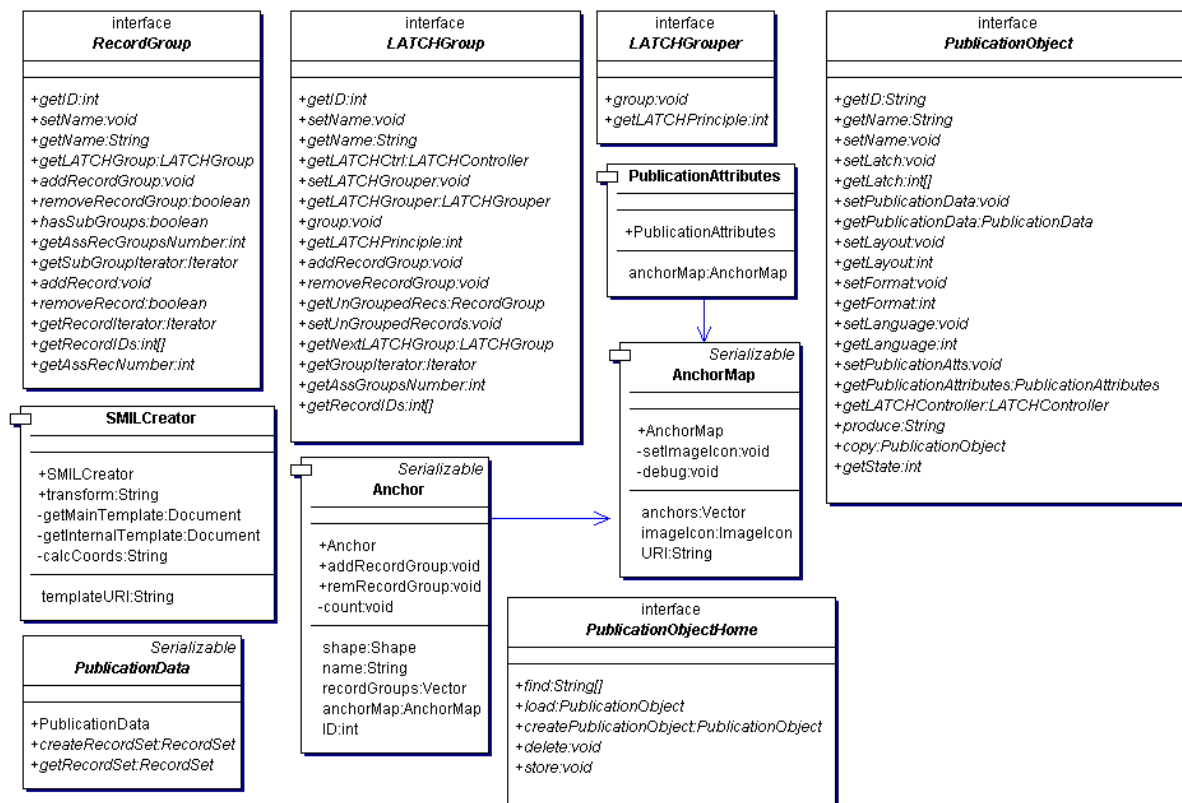 interface
RecordGroup
+getID:int
+setName:void
+getName:String
+getLATCHGroup:LATCHGroup
+addRecordGroup:void
+removeRecordGroup:boolean
+hasSubGroups:boolean
+getAssRecGroupsNumber:int
+getSubGroupIterator:Iterator
+addRecord:void
+removeRecord:boolean
+getRecordIterator:Iterator
+getRecordIDs:int[]
+getAssRecNumber:int
interface
LATCHGroup
+getID:int
+setName:void
+getName:String
+getLATCHCtrl:LATCHController
+setLATCHGrouper:void
+getLATCHGrouper:LATCHGrouper
+group:void
+getLATCHPrinciple:int
+addRecordGroup:void
+removeRecordGroup:void
+getUnGroupedRecs:RecordGroup
+setUnGroupedRecords:void
+getNextLATCHGroup:LATCHGroup
+getGroupIterator:Iterator
+getAssGroupsNumber:int
+getRecordIDs:int[]
interface
LATCHGrouper
+group:void
+getLATCHPrinciple:int
PublicationAttributes
+PublicationAttributes
anchorMap:AnchorMap
interface
PublicationObject
+getID:String
+getName:String
+setName:void
+setLatch:void
+getLatch:int[]
+setPublicationData:void
+getPublicationData:PublicationData
+setLayout:void
+getLayout:int
+setFormat:void
+getFormat:int
+setLanguage:void
+getLanguage:int
+setPublicationAtts:void
+getPublicationAttributes:PublicationAttributes
+getLATCHController:LATCHController
+produce:String
+copy:PublicationObject
+getState:int
Serializable
AnchorMap
+AnchorMap
-setImageIcon:void
-debug:void
anchors:Vector
imageIcon:ImageIcon
URI:String
SMILCreator
+SMILCreator
+transform:String
-getMainTemplate:Document
-getInternalTemplate:Document
-calcCoords:String
templateURI:String
Serializable
Anchor
+Anchor
+addRecordGroup:void
+remRecordGroup:void
-count:void
shape:Shape
name:String
recordGroups:Vector
anchorMap:AnchorMap
ID:int
interface
PublicationObjectHome
+find:String[]
+load:PublicationObject
+createPublicationObject:PublicationObject
+delete:void
+store:void
Serializable
PublicationData
+PublicationData
+createRecordSet:RecordSet
+getRecordSet:RecordSet